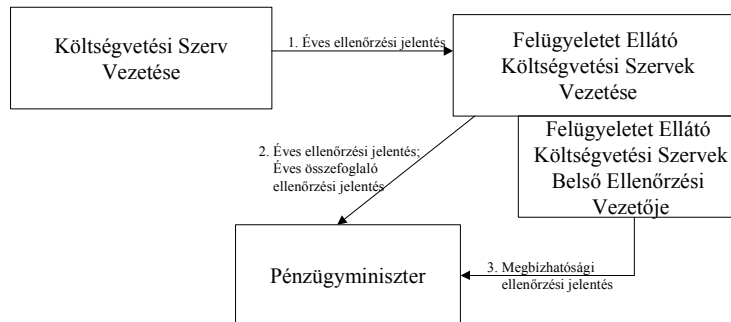 Költségvetési Szerv
Vezetése
1. Éves ellenőrzési jelentés
Felügyeletet Ellátó
Költségvetési Szervek
Vezetése
Felügyeletet Ellátó
Költségvetési Szervek
Belső Ellenőrzési
Vezetője
2. Éves ellenőrzési jelentés;
Éves összefoglaló
ellenőrzési jelentés
Pénzügyminiszter
3. Megbízhatósági
ellenőrzési jelentés